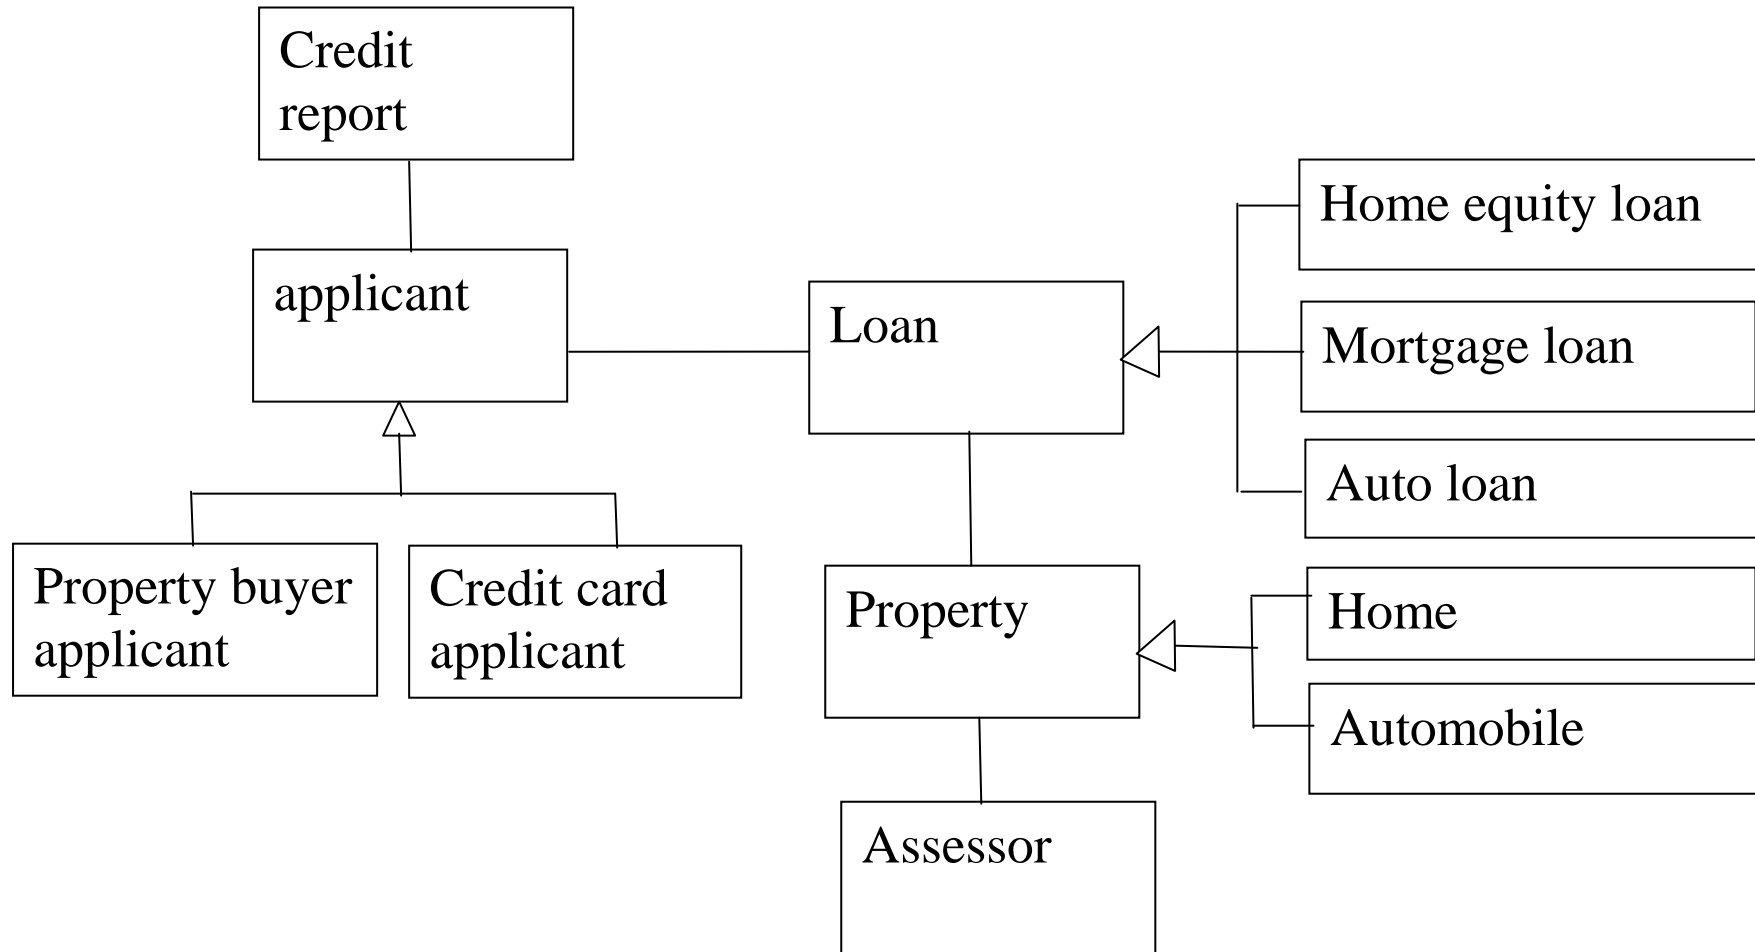 Credit
report
applicant
Loan
Home equity loan
Mortgage loan
Auto loan
Property buyer
applicant
Credit card
applicant
Property
Home
Automobile
Assessor